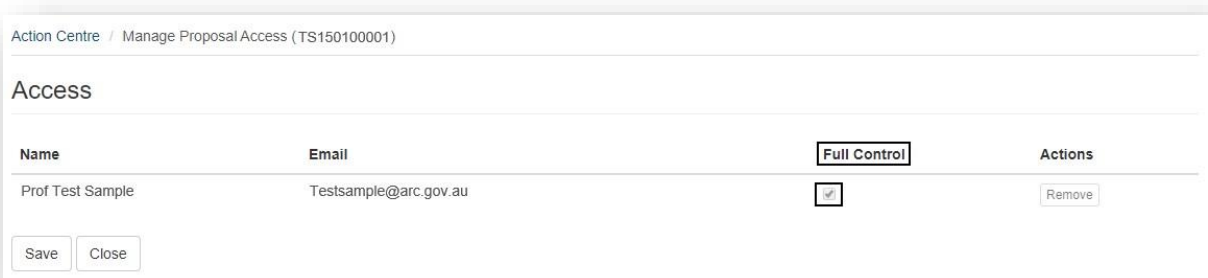 Action Centre / Manage Proposal Access (TS150100001)
Access
Name Email Full Control Actions
Prof Test Sample Testsample@arc.gov.au Remove
Save Close